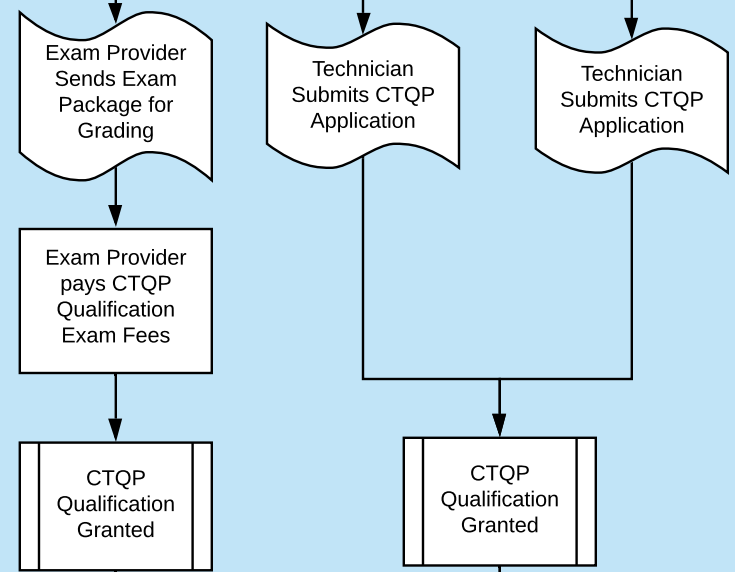 Exam Provider
Sends Exam
Package for
Grading
Technician
Submits CTQP
Application
Technician
Submits CTQP
Application
Exam Provider
pays CTQP
Qualification
Exam Fees
CTQP
Qualification
Granted
CTQP
Qualification
Granted